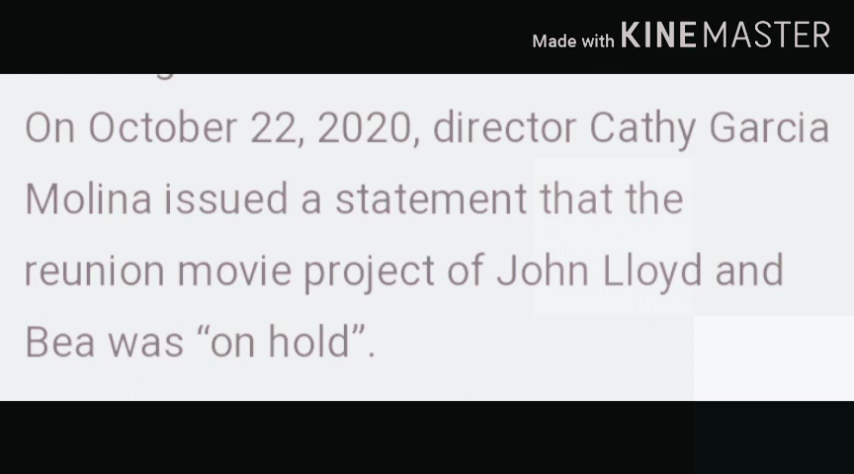 Made with KINEMASTER
On October 22, 2020, director Cathy Garcia
Molina issued a statement that the
reunion movie project of John Lloyd and
Bea was “on hold”.